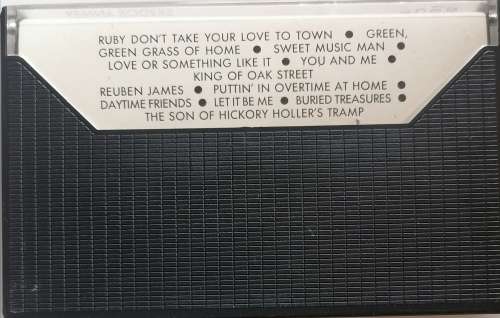 RUBY DON'T TAKE YOUR LOVE TO TOWN ● GREEN,
GREEN GRASS OF HOME ● SWEET MUSIC MAN ●
LOVE OR SOMETHING LIKE IT ● YOU AND ME ●
KING OF OAK STREET
REUBEN JAMES ● PUTTIN' IN OVERTIME AT HOME ●
DAYTIME FRIENDS ● LET IT BE ME ● BURIED TREASURES ●
THE SON OF HICKORY HOLLER'S TRAMP